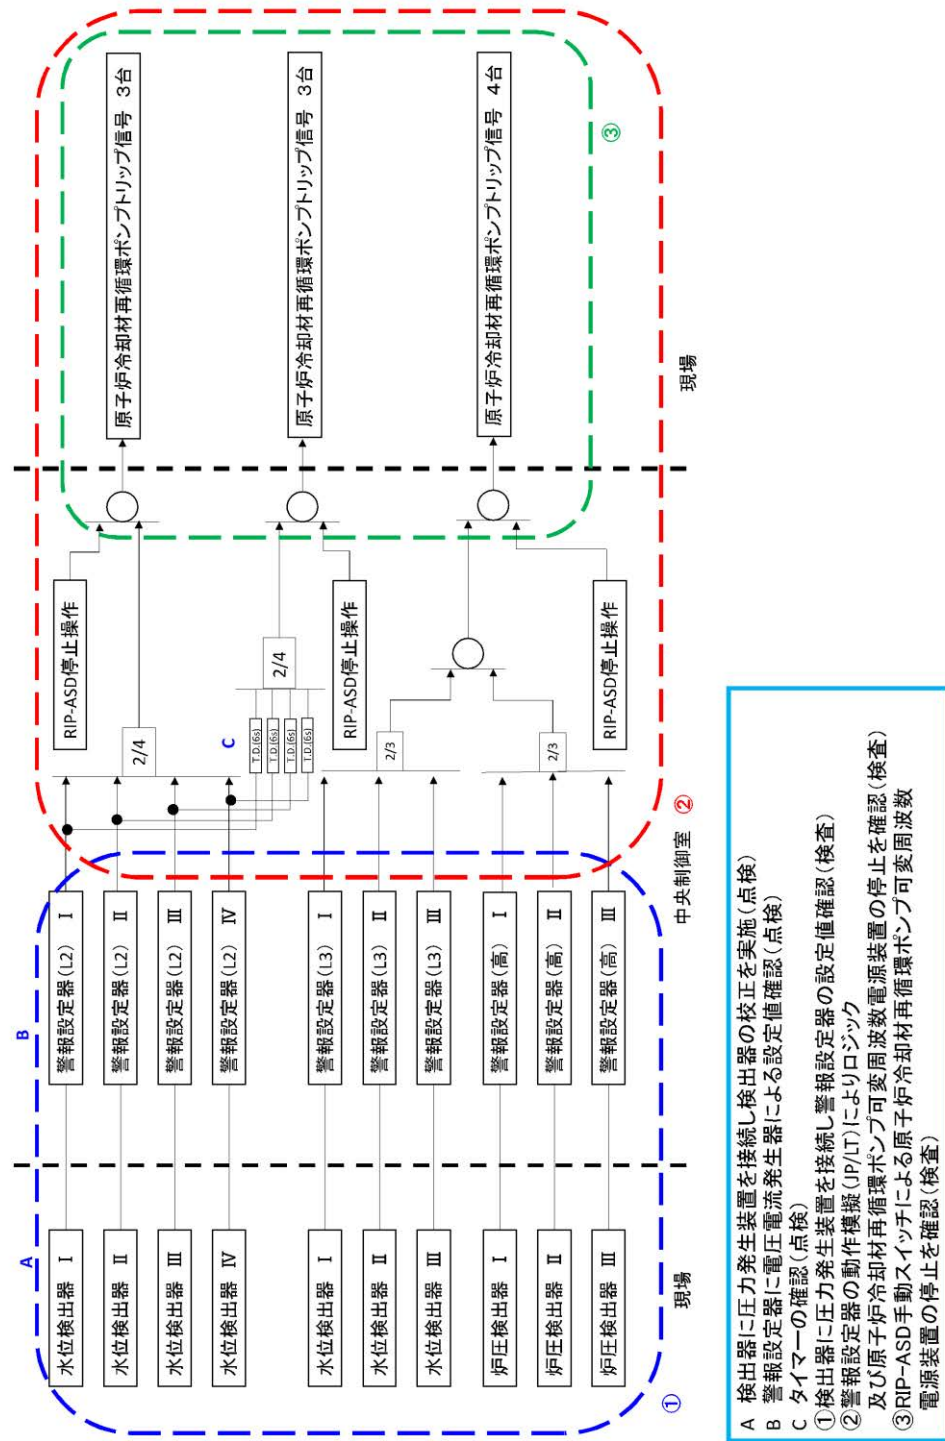 A
B
水位検出器 Ⅰ
警報設定器(L2) Ⅰ
水位検出器 Ⅱ
警報設定器(L2) Ⅱ
水位検出器 Ⅲ
警報設定器(L2) Ⅲ
水位検出器 Ⅳ
警報設定器(L2) Ⅳ
水位検出器 Ⅰ
警報設定器(L3) Ⅰ
水位検出器 Ⅱ
警報設定器(L3) Ⅱ
水位検出器 Ⅲ
警報設定器(L3) Ⅲ
炉圧検出器 Ⅰ
警報設定器(高) Ⅰ
炉圧検出器 Ⅱ
警報設定器(高) Ⅱ
炉圧検出器 Ⅲ
警報設定器(高) Ⅲ
RIP-ASD停止操作
2/4
原子炉冷却材再循環ポンプトリップ信号 3台
C
T.D.(6s)
T.D.(6s)
T.D.(6s)
T.D.(6s)
2/4
RIP-ASD停止操作
原子炉冷却材再循環ポンプトリップ信号 3台
2/3
2/3
RIP-ASD停止操作
原子炉冷却材再循環ポンプトリップ信号 4台
①
現場
中央制御室
②
現場
③
A 検出器に圧力発生装置を接続し検出器の校正を実施(点検)
B 警報設定器に電圧電流発生器による設定値確認(点検)
C タイマーの確認(点検)
①検出器に圧力発生装置を接続し警報設定器の設定値確認(検査)
②警報設定器の動作模擬(JP/LT)によりロジック
及び原子炉冷却材再循環ポンプ可変周波数電源装置の停止を確認(検査)
③RIP-ASD手動スイッチによる原子炉冷却材再循環ポンプ可変周波数
電源装置の停止を確認(検査)